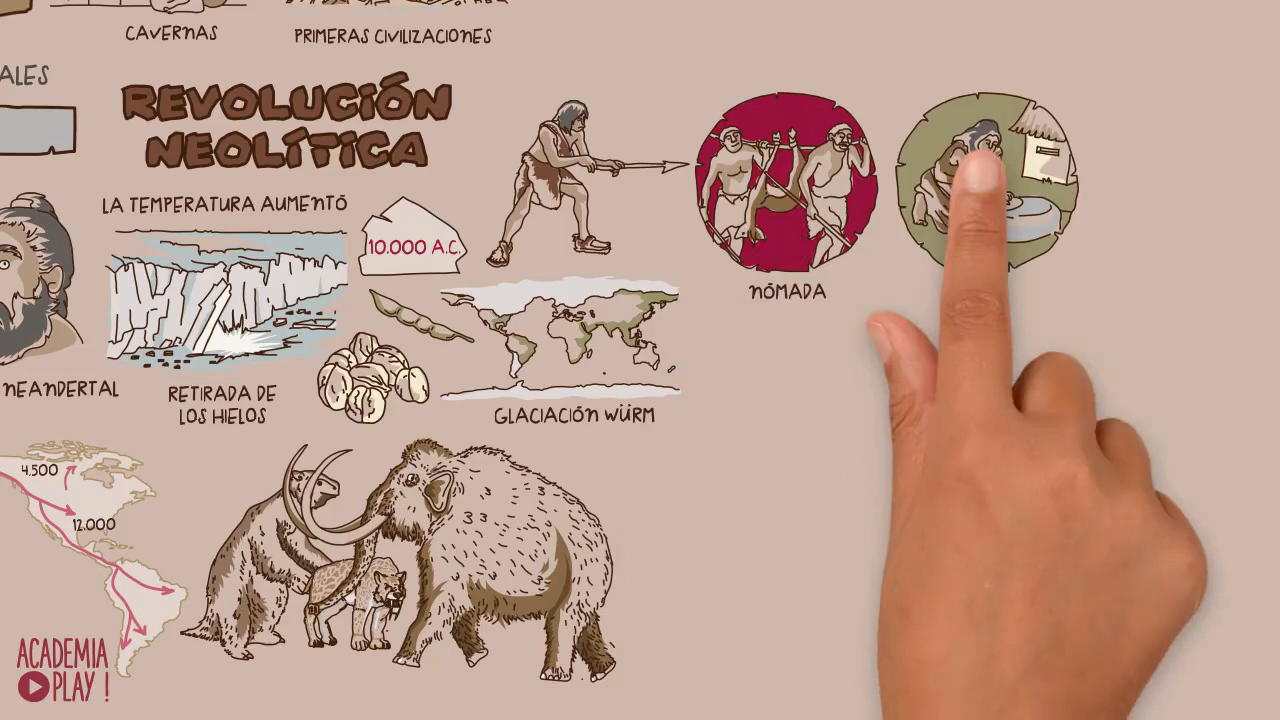 CAVERNAS
PRIMERAS CIVILIZACIONES
ALES
REVOLUCIÓN
NEOLÍTICA
LA TEMPERATURA AUMENTÓ
10.000 A.C.
NÓMADA
NEANDERTAL
RETIRADA DE
LOS HIELOS
GLACIACIÓN WÜRM
4.500
12.000
ACADEMIA
PLAY !